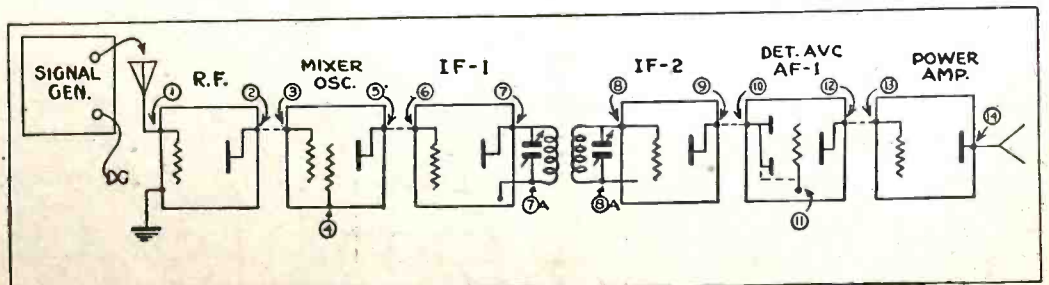 SIGNAL
GEN.
DG
R.F.
MIXER
OSC.
IF-1
IF-2
DET. AVC
AF-1
POWER
AMP.
①
②
③
④
⑤
⑥
⑦
⑦A
⑧
⑧A
⑨
⑩
⑪
⑫
⑬
⑭